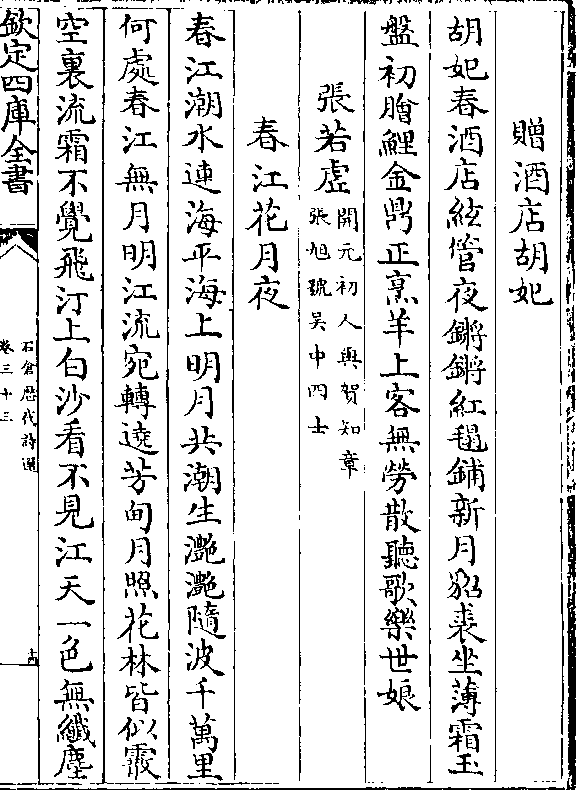 贈酒店胡妃
胡妃春酒店絃管夜鏘鏘紅㲪鋪新月貂裘坐薄霜玉
盤初膾鯉金鼎正烹羊上客無勞散聽歌樂世娘
張若虛開元初人與賀知章
張旭號吳中四士
春江花月夜
春江潮水連海平海上明月共潮生灔灔隨波千萬里
何處春江無月明江流宛轉遶芳甸月照花林皆似霰
空裏流霜不覺飛汀上白沙看不見江天一色無纖塵
欽定四庫全書
石倉歷代詩選
卷三十三